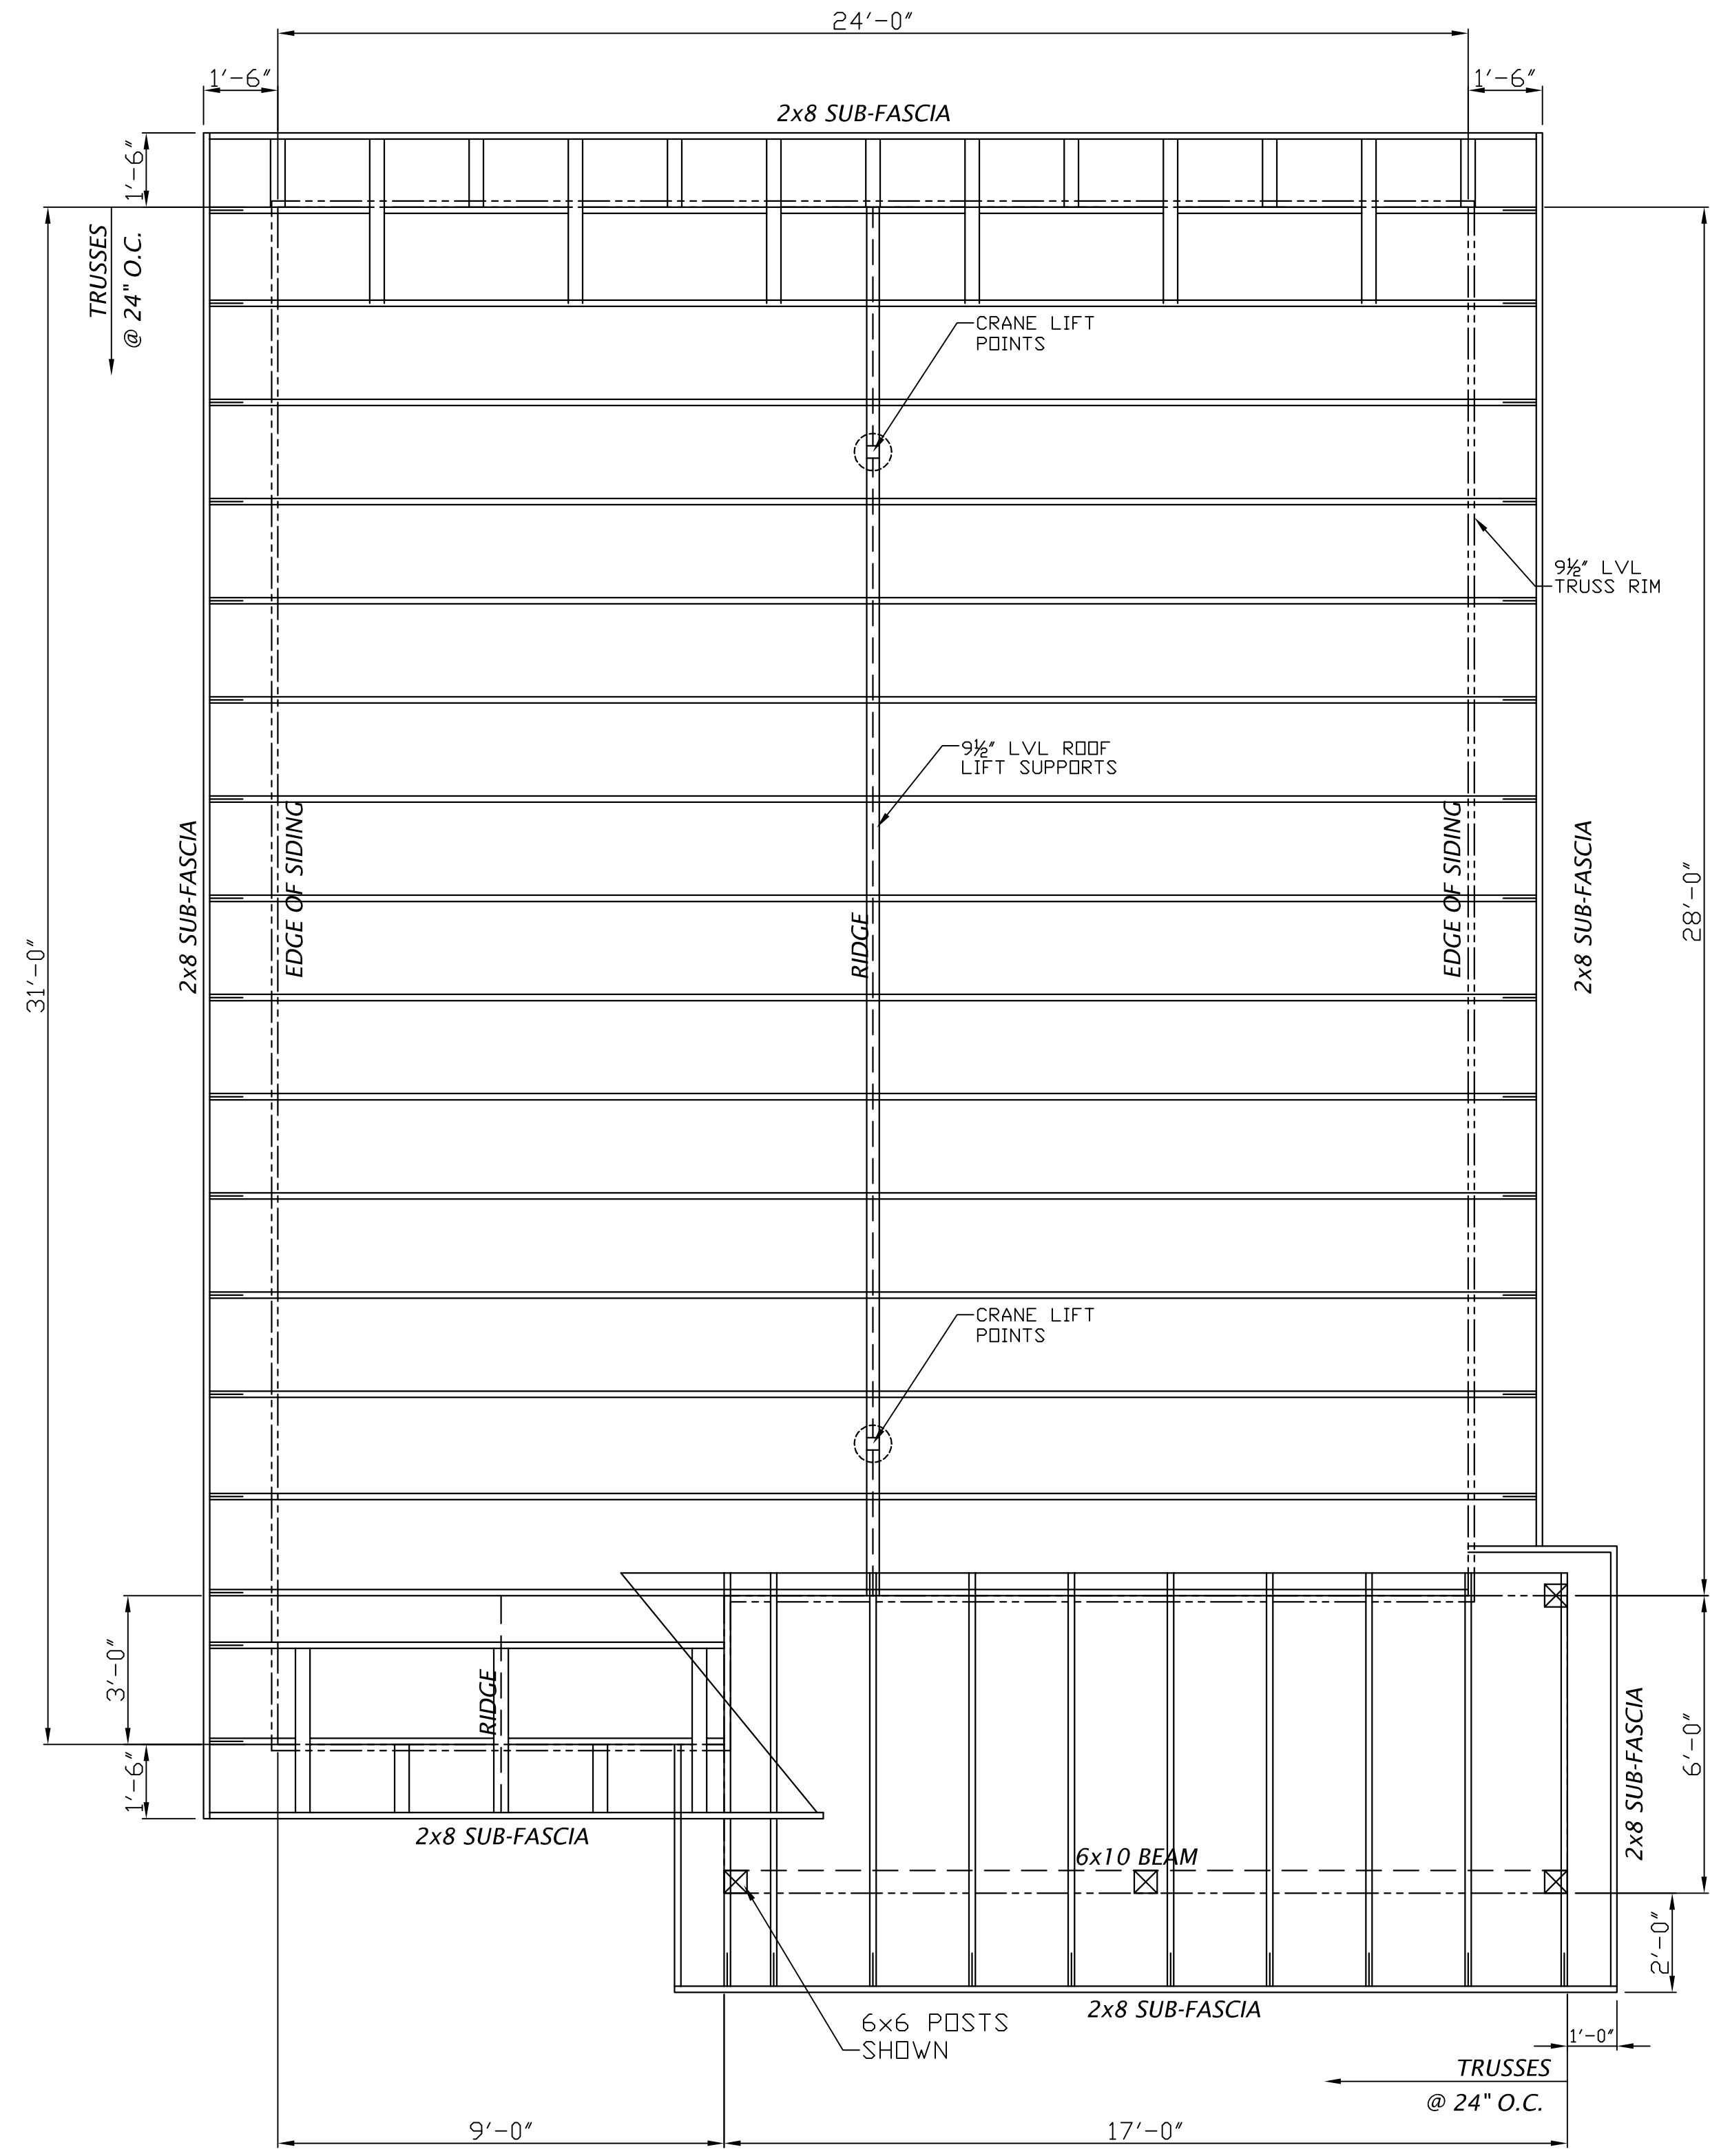 24'-0"
1'-6"
1'-6"
2x8 SUB-FASCIA
1'-6"
TRUSSES
@ 24" O.C.
CRANE LIFT
POINTS
9½" LVL
TRUSS RIM
9½" LVL ROOF
LIFT SUPPORTS
2x8 SUB-FASCIA
EDGE OF SIDING
RIDGE
EDGE OF SIDING
2x8 SUB-FASCIA
28'-0"
31'-0"
CRANE LIFT
POINTS
3'-0"
RIDGE
1'-6"
2x8 SUB-FASCIA
6x10 BEAM
2x8 SUB-FASCIA
6'-0"
2'-0"
6x6 POSTS
SHOWN
2x8 SUB-FASCIA
1'-0"
TRUSSES
@ 24" O.C.
9'-0"
17'-0"